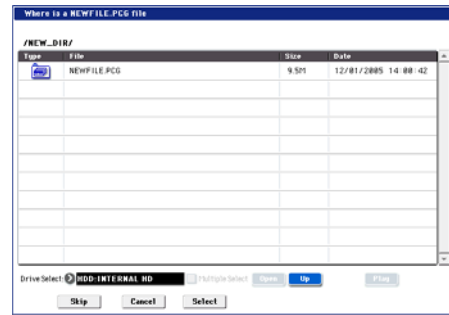 Where is a NEWFILE.PCG file
/NEW_DIR/
Type File Size Date
NEWFILE.PCG 9.5M 12/01/2005 14:00:42
Drive Select: HDD:INTERNAL HD Multiple Select Open Up Play
Skip Cancel Select